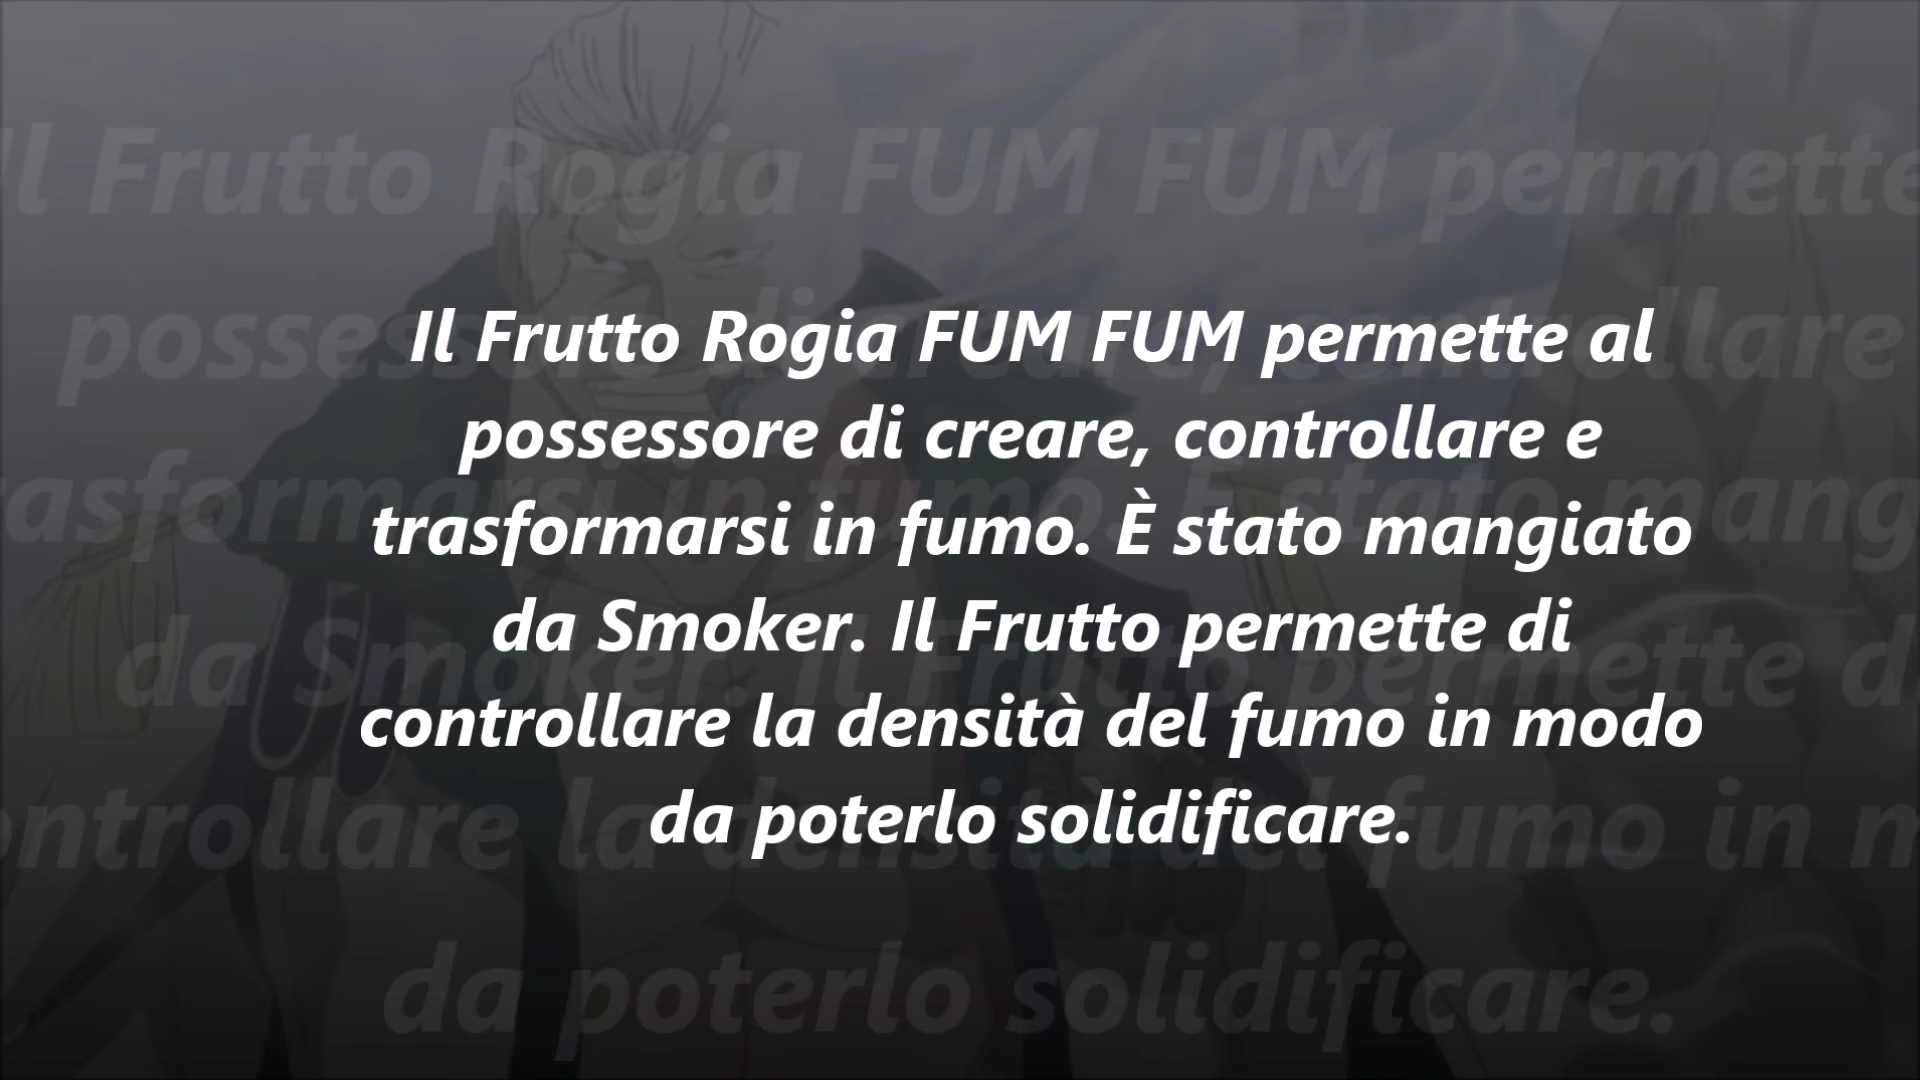 Il Frutto Rogia FUM FUM permette al
possessore di creare, controllare e
trasformarsi in fumo. È stato mangiato
da Smoker. Il Frutto permette di
controllare la densità del fumo in modo
da poterlo solidificare.